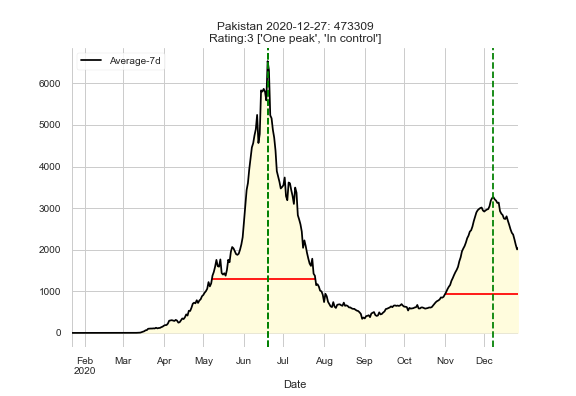 Pakistan 2020-12-27: 473309
Rating:3 ['One peak', 'In control']
Average-7d
6000
5000
4000
3000
2000
1000
0
Feb Mar Apr May Jun Jul Aug Sep Oct Nov Dec
2020
Date